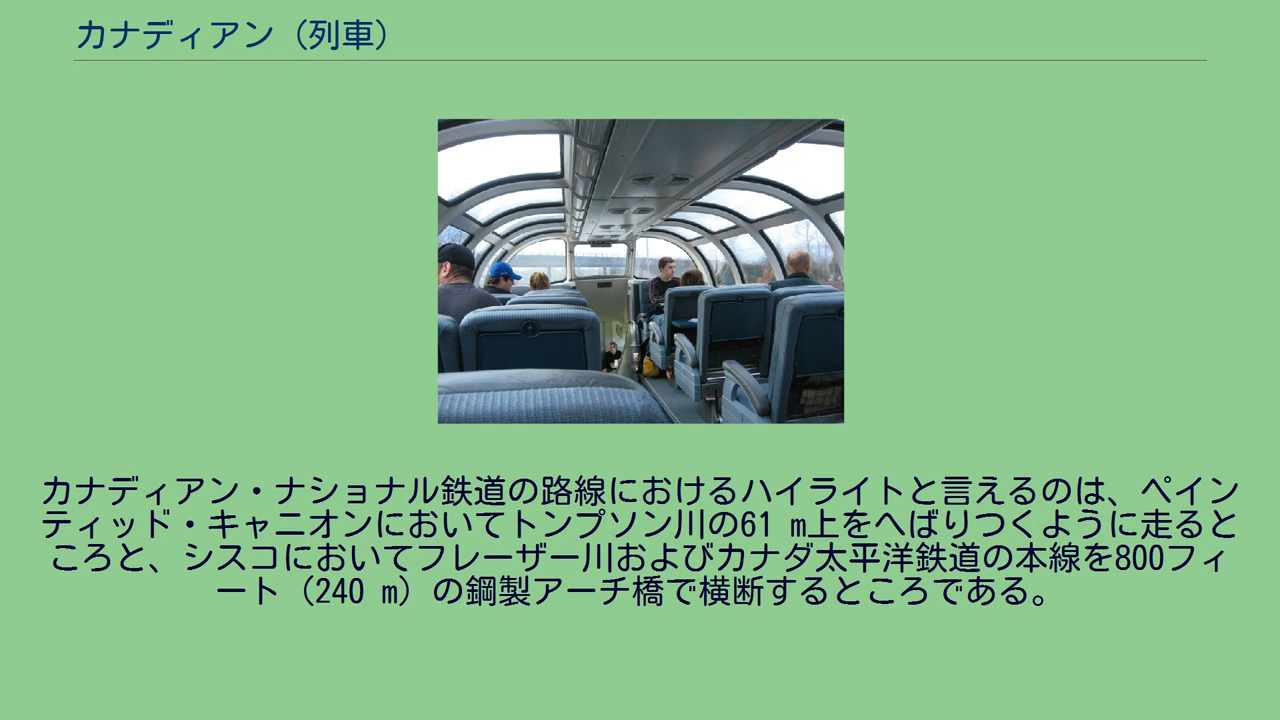 カナディアン（列車）
カナディアン・ナショナル鉄道の路線におけるハイライトと言えるのは、ペイン
ティッド・キャニオンにおいてトンプソン川の61 m上をへばりつくように走ると
ころと、シスコにおいてフレーザー川およびカナダ太平洋鉄道の本線を800フィ
ート（240 m）の鋼製アーチ橋で横断するところである。